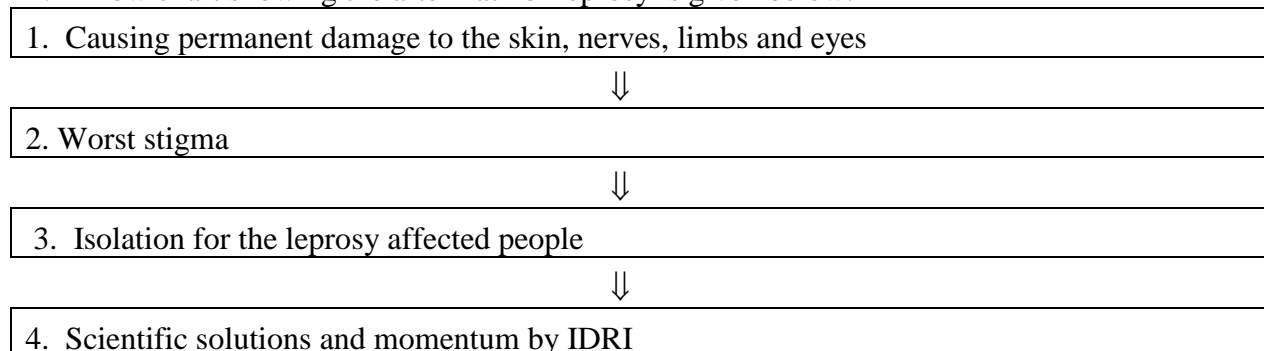 1. Causing permanent damage to the skin, nerves, limbs and eyes
⇓
2. Worst stigma
⇓
3. Isolation for the leprosy affected people
⇓
4. Scientific solutions and momentum by IDRI